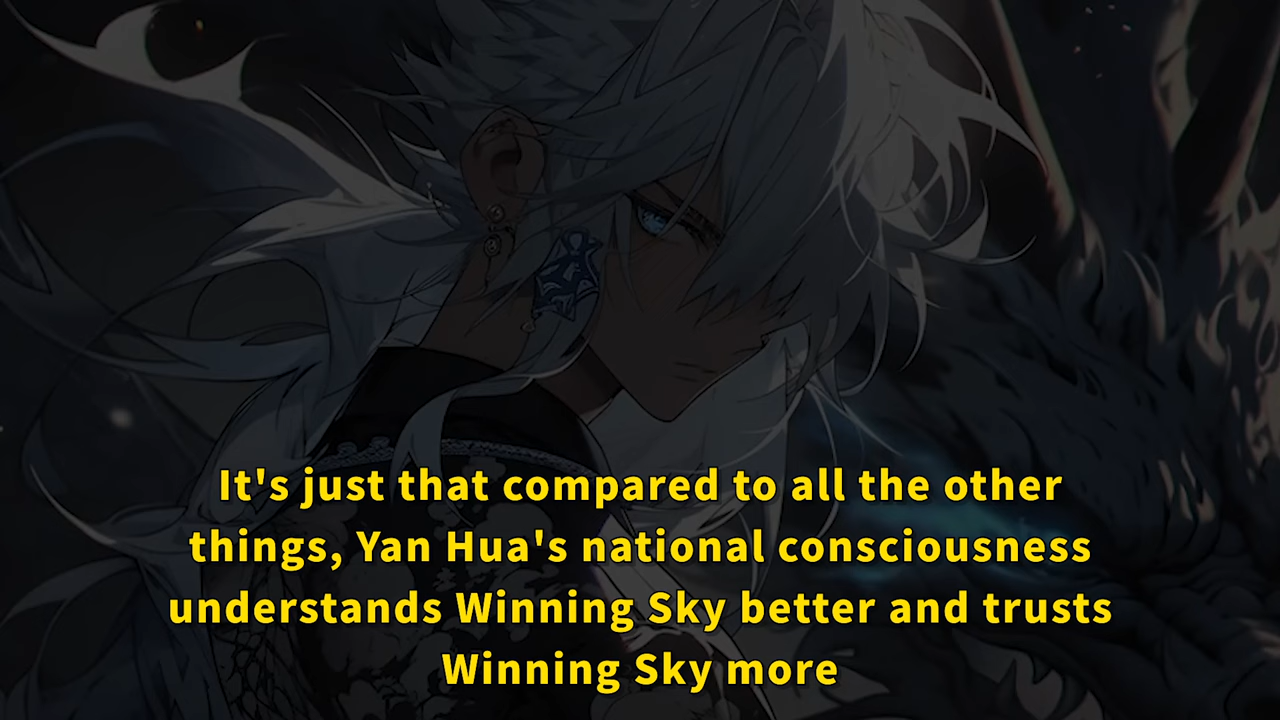 It's just that compared to all the other
things, Yan Hua's national consciousness
understands Winning Sky better and trusts
Winning Sky more